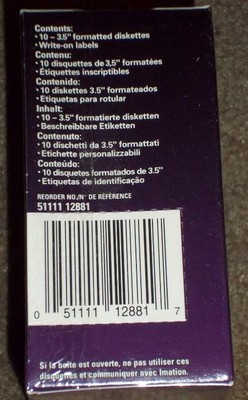 Contents:
• 10 – 3.5" formatted diskettes
• Write-on labels
Contenu:
• 10 disquettes de 3,5" formatées
• Étiquettes inscriptibles
Contenido:
• 10 diskettes 3.5" formateados
• Etiquetas para rotular
Inhalt:
• 10 – 3.5" formatierte disketten
• Beschreibbare Etiketten
Contenuto:
• 10 dischetti da 3.5" formattati
• Etichette personalizzabili
Conteúdo:
• 10 disquetes formatados de 3.5"
• Etiquetas de identificação
REORDER NO./N° DE RÉFÉRENCE
51111 12881
0 51111 12881 7
Si la boîte est ouverte, ne pas utiliser ces
disquettes et communiquer avec Imation.